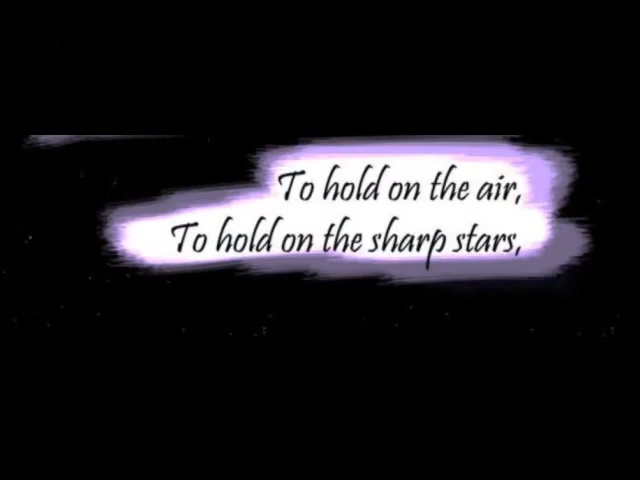 To hold on the air,
To hold on the sharp stars,